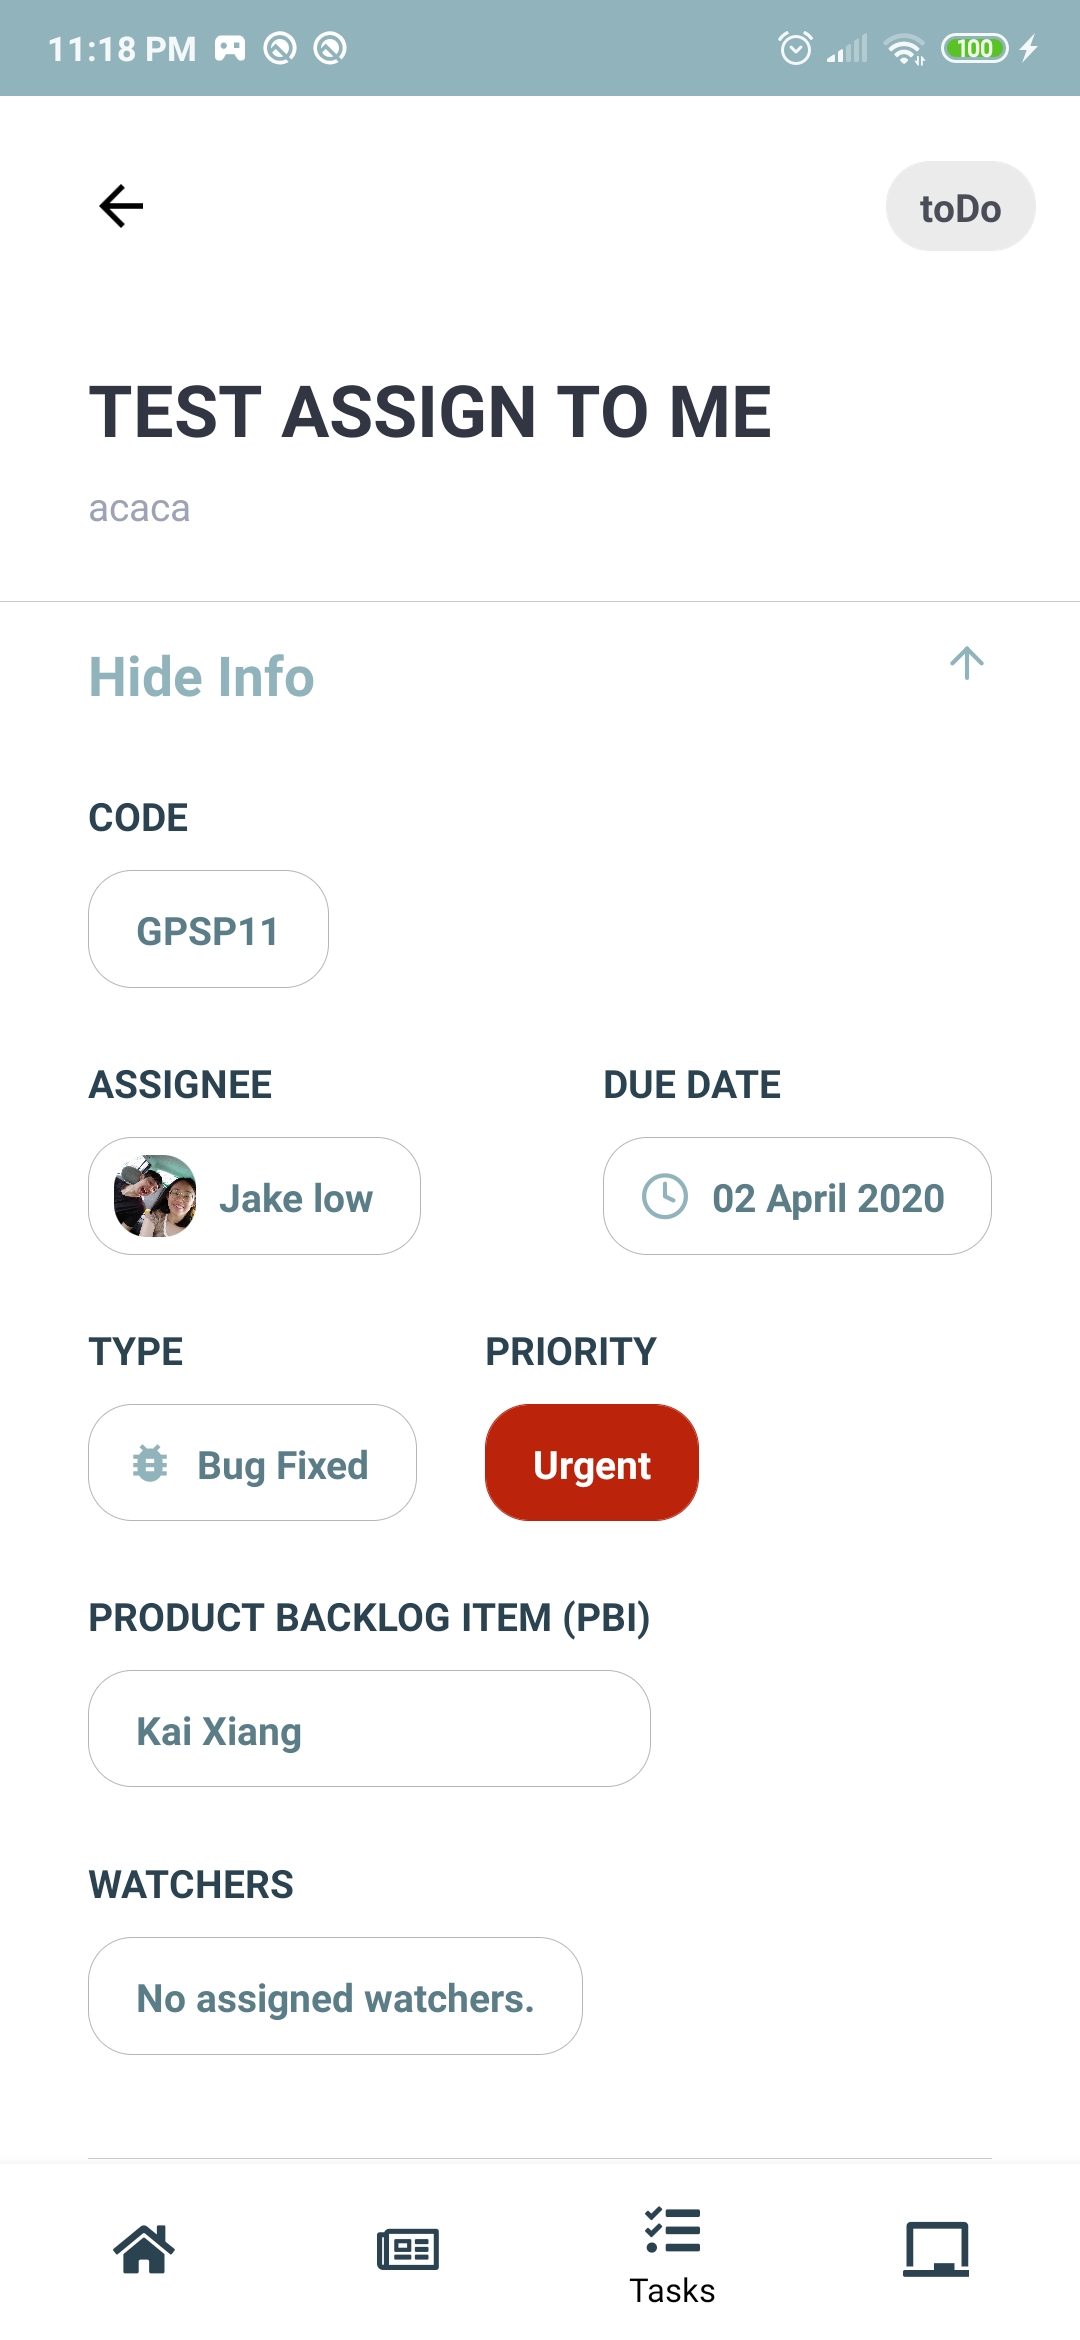 11:18 PM
100
toDo
TEST ASSIGN TO ME
acaca
Hide Info
CODE
GPSP11
ASSIGNEE
DUE DATE
Jake low
02 April 2020
TYPE
PRIORITY
Bug Fixed
Urgent
PRODUCT BACKLOG ITEM (PBI)
Kai Xiang
WATCHERS
No assigned watchers.
Tasks